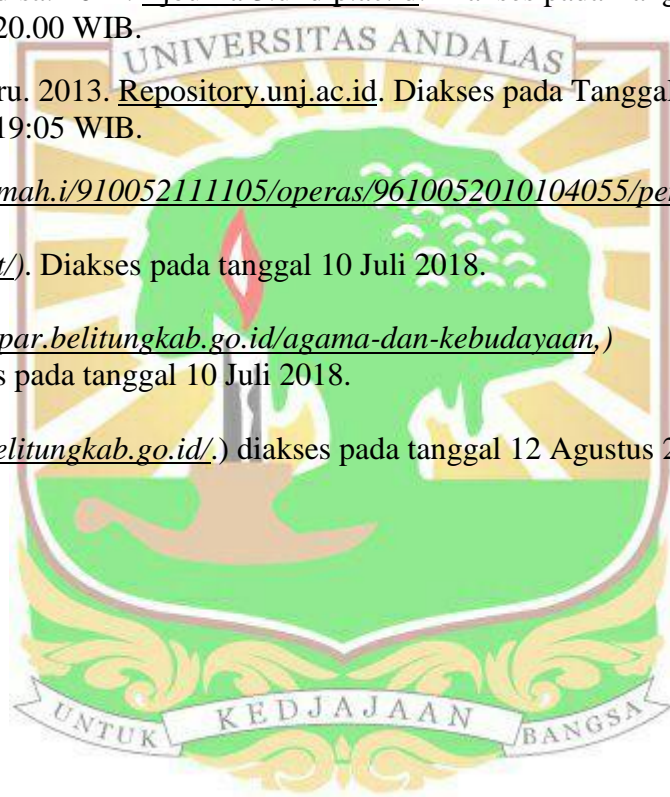 20.00 WIB.
UNIVERSITAS ANDALAS
ru. 2013. Repository.unj.ac.id. Diakses pada Tanggal
19:05 WIB.
mah.i/910052111105/operas/9610052010104055/per
t/). Diakses pada tanggal 10 Juli 2018.
par.belitungkab.go.id/agama-dan-kebudayaan,)
s pada tanggal 10 Juli 2018.
elitungkab.go.id/.) diakses pada tanggal 12 Agustus 2
UNTUK KEDJAJAAN BANGSA